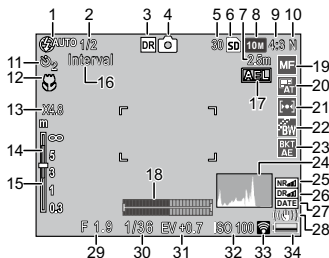 1 2 3 4 5 6 7 8 9 10
AUTO 1/2 DR 30 SD 10M 4:3 N
11 2 Interval 2.5m MF 19
12 16 AEL AT 20
17 21
13 X4.8 BW 22
m BKT AE 23
14 ∞ 24
5
15 3 18 NR 25
1 DR 26
0.3 DATE 27
28
F 1.9 1/36 EV +0.7 ISO 100
29 30 31 32 33 34